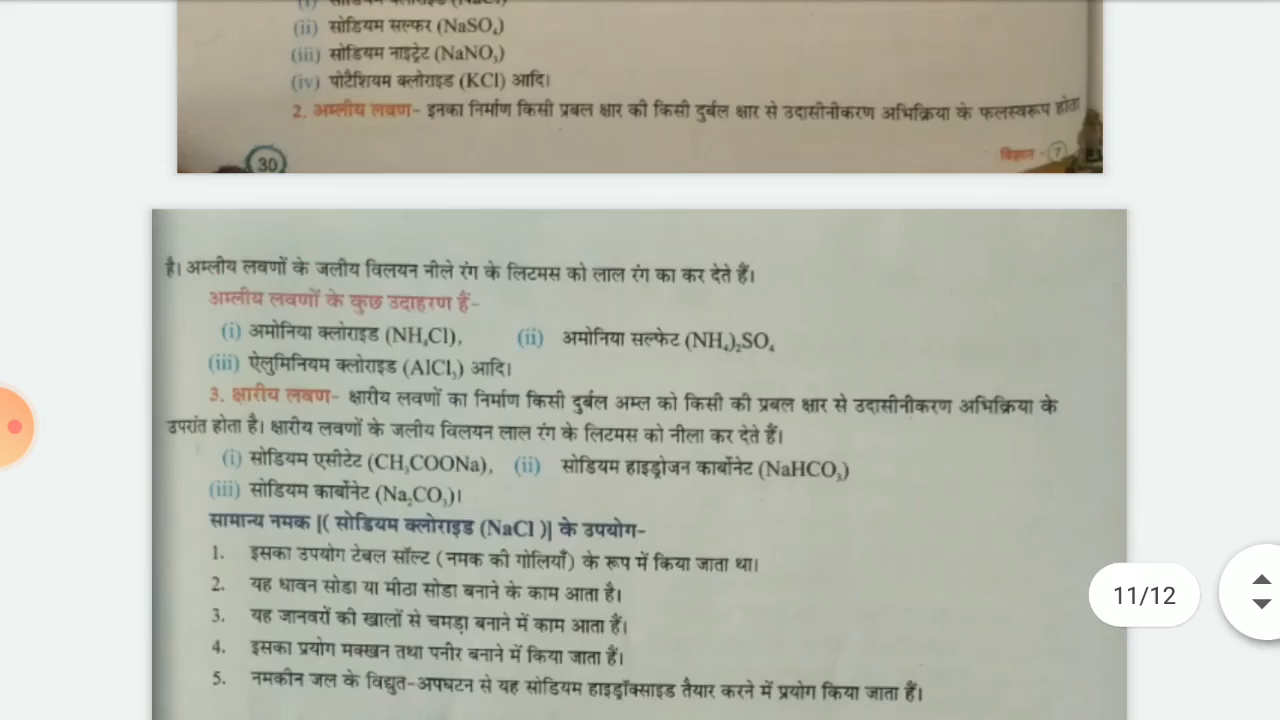 (i) सोडियम क्लोराइड (NaCl)
(ii) सोडियम सल्फर (NaSO₄)
(iii) सोडियम नाइट्रेट (NaNO₃)
(iv) पोटैशियम क्लोराइड (KCl) आदि।
2. अम्लीय लवण- इनका निर्माण किसी प्रबल क्षार की किसी दुर्बल क्षार से उदासीनीकरण अभिक्रिया के फलस्वरूप होता
30
विज्ञान - 7
है। अम्लीय लवणों के जलीय विलयन नीले रंग के लिटमस को लाल रंग का कर देते हैं।
अम्लीय लवणों के कुछ उदाहरण हैं-
(i) अमोनिया क्लोराइड (NH₄Cl), (ii) अमोनिया सल्फेट (NH₄)₂SO₄
(iii) ऐलुमिनियम क्लोराइड (AlCl₃) आदि।
3. क्षारीय लवण- क्षारीय लवणों का निर्माण किसी दुर्बल अम्ल को किसी की प्रबल क्षार से उदासीनीकरण अभिक्रिया के
उपरांत होता है। क्षारीय लवणों के जलीय विलयन लाल रंग के लिटमस को नीला कर देते हैं।
(i) सोडियम एसीटेट (CH₃COONa), (ii) सोडियम हाइड्रोजन कार्बोनेट (NaHCO₃)
(iii) सोडियम कार्बोनेट (Na₂CO₃)।
सामान्य नमक [( सोडियम क्लोराइड (NaCl )] के उपयोग-
1. इसका उपयोग टेबल सॉल्ट (नमक की गोलियाँ) के रूप में किया जाता था।
2. यह धावन सोडा या मीठा सोडा बनाने के काम आता है।
3. यह जानवरों की खालों से चमड़ा बनाने में काम आता हैं।
4. इसका प्रयोग मक्खन तथा पनीर बनाने में किया जाता हैं।
5. नमकीन जल के विद्युत-अपघटन से यह सोडियम हाइड्रॉक्साइड तैयार करने में प्रयोग किया जाता हैं।
11/12